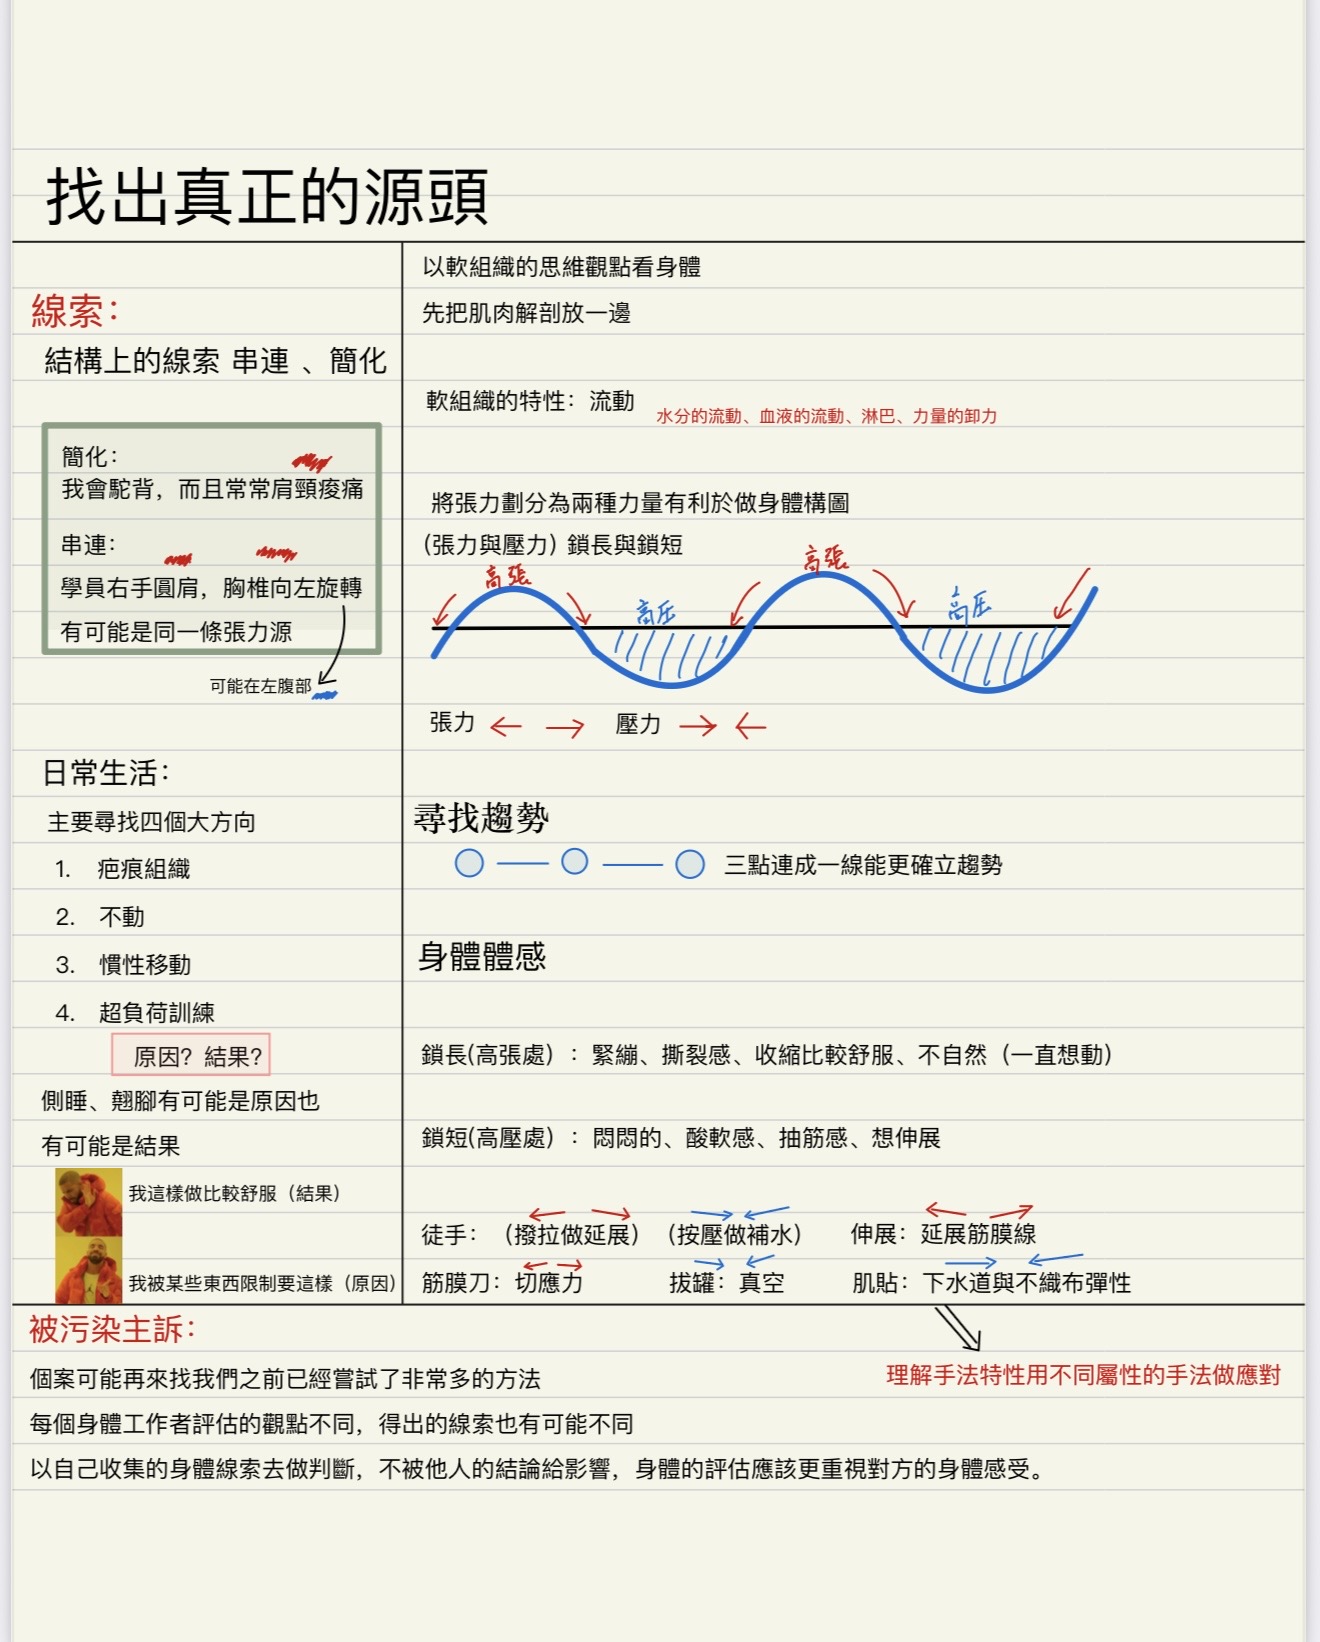 找出真正的源頭
線索：
結構上的線索 串連 、簡化
簡化：
我會駝背，而且常常肩頸痠痛
串連：
學員右手圓肩，胸椎向左旋轉
有可能是同一條張力源
可能在左腹部
日常生活：
主要尋找四個大方向
1. 疤痕組織
2. 不動
3. 慣性移動
4. 超負荷訓練
原因？結果？
側睡、翹腳有可能是原因也
有可能是結果
我這樣做比較舒服（結果）
我被某些東西限制要這樣（原因）
以軟組織的思維觀點看身體
先把肌肉解剖放一邊
軟組織的特性：流動
水分的流動、血液的流動、淋巴、力量的卸力
將張力劃分為兩種力量有利於做身體構圖
(張力與壓力) 鎖長與鎖短
高張
高压
高張
高压
張力
壓力
尋找趨勢
三點連成一線能更確立趨勢
身體體感
鎖長(高張處) ：緊繃、撕裂感、收縮比較舒服、不自然（一直想動）
鎖短(高壓處) ：悶悶的、酸軟感、抽筋感、想伸展
徒手：（撥拉做延展）（按壓做補水） 伸展：延展筋膜線
筋膜刀：切應力 拔罐：真空 肌貼：下水道與不織布彈性
被污染主訴：
理解手法特性用不同屬性的手法做應對
個案可能再來找我們之前已經嘗試了非常多的方法
每個身體工作者評估的觀點不同，得出的線索也有可能不同
以自己收集的身體線索去做判斷，不被他人的結論給影響，身體的評估應該更重視對方的身體感受。